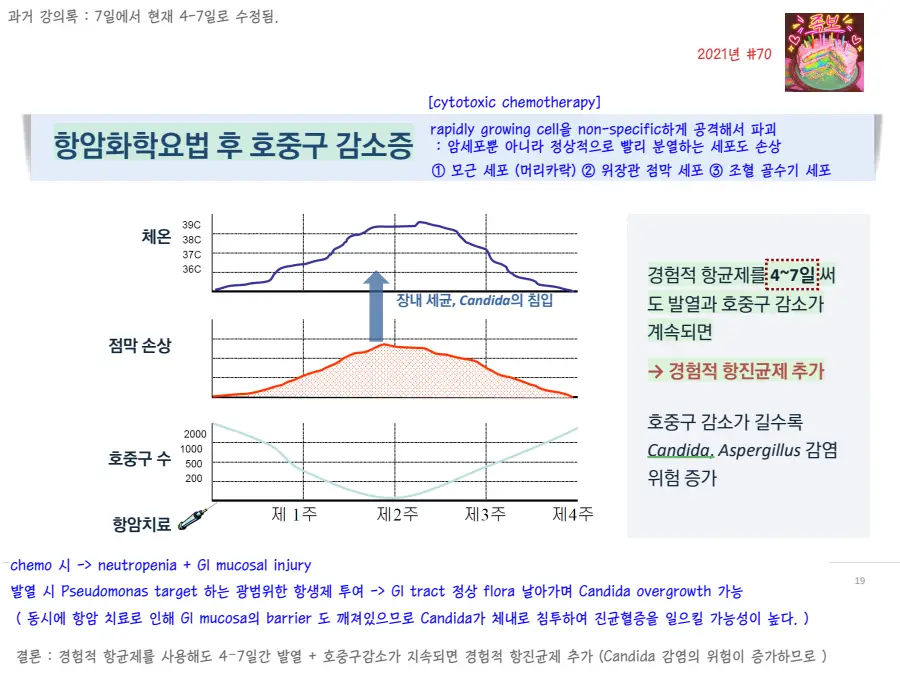 과거 강의록 : 7일에서 현재 4-7일로 수정됨.
족보
2021년 #70
[cytotoxic chemotherapy]
항암화학요법 후 호중구 감소증
rapidly growing cell을 non-specific하게 공격해서 파괴
: 암세포뿐 아니라 정상적으로 빨리 분열하는 세포도 손상
① 모근 세포 (머리카락) ② 위장관 점막 세포 ③ 조혈 골수기 세포
체온
39C
38C
37C
36C
장내 세균, Candida의 침입
점막 손상
호중구 수
2000
1000
500
200
항암치료
제 1주
제2주
제3주
제4주
경험적 항균제를 4~7일 써
도 발열과 호중구 감소가
계속되면
→ 경험적 항진균제 추가
호중구 감소가 길수록
Candida, Aspergillus 감염
위험 증가
chemo 시 -> neutropenia + GI mucosal injury
발열 시 Pseudomonas target 하는 광범위한 항생제 투여 -> GI tract 정상 flora 날아가며 Candida overgrowth 가능
( 동시에 항암 치료로 인해 GI mucosa의 barrier 도 깨져있으므로 Candida가 체내로 침투하여 진균혈증을 일으킬 가능성이 높다. )
19
결론 : 경험적 항균제를 사용해도 4-7일간 발열 + 호중구감소가 지속되면 경험적 항진균제 추가 (Candida 감염의 위험이 증가하므로 )